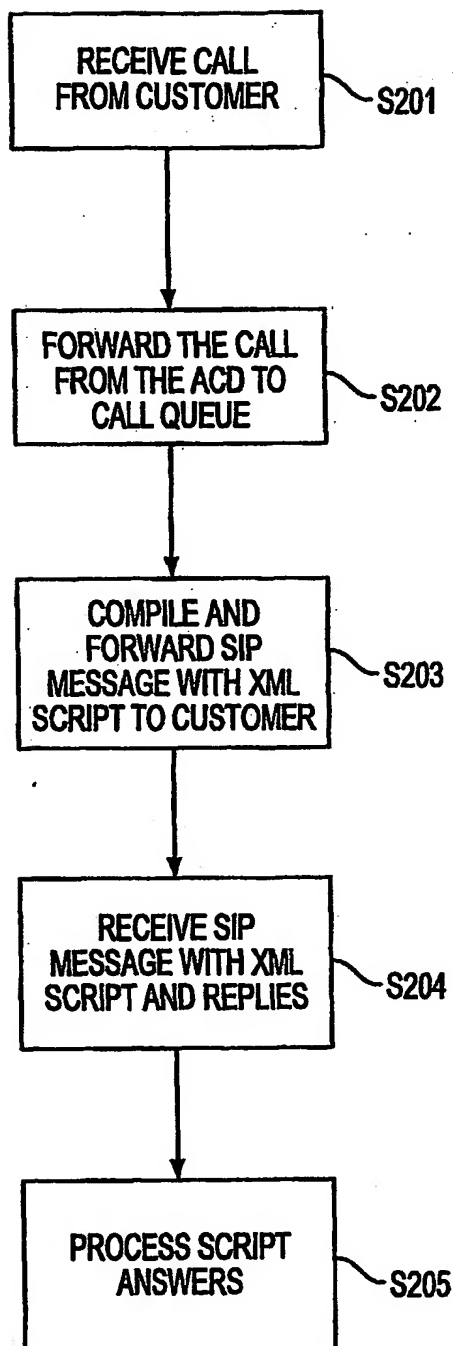 RECEIVE CALL
FROM CUSTOMER
S201
FORWARD THE CALL
FROM THE ACD TO
CALL QUEUE
S202
COMPILE AND
FORWARD SIP
MESSAGE WITH XML
SCRIPT TO CUSTOMER
S203
RECEIVE SIP
MESSAGE WITH XML
SCRIPT AND REPLIES
S204
PROCESS SCRIPT
ANSWERS
S205